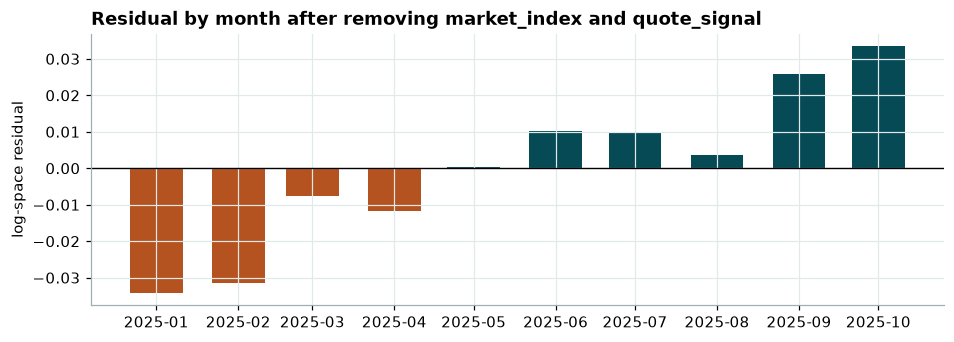 Residual by month after removing market_index and quote_signal
log-space residual
0.03
0.02
0.01
0.00
−0.01
−0.02
−0.03
2025-01 2025-02 2025-03 2025-04 2025-05 2025-06 2025-07 2025-08 2025-09 2025-10